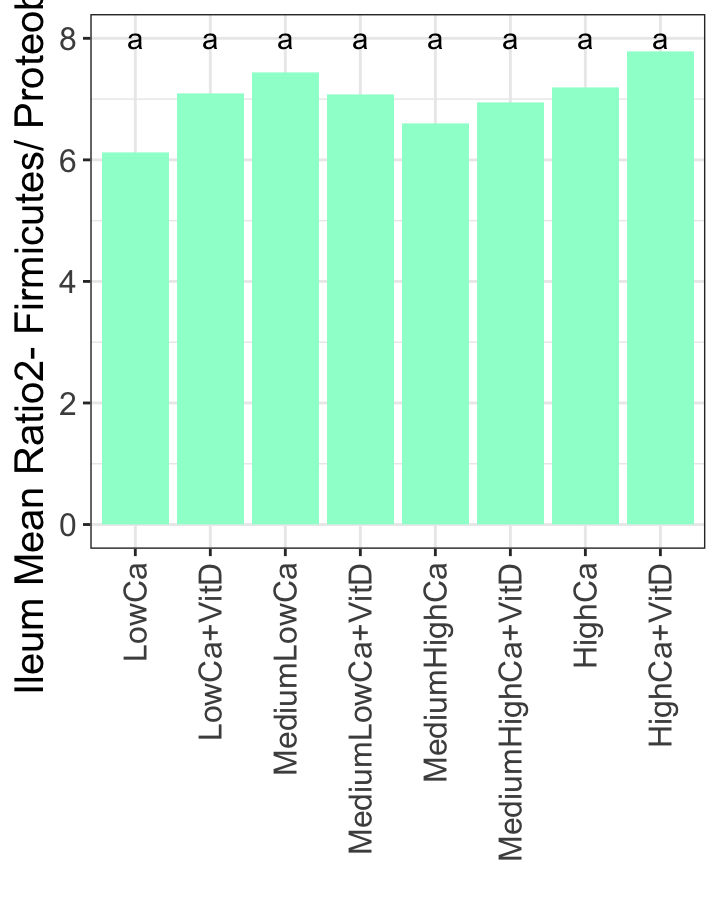 Ileum Mean Ratio2- Firmicutes/ Proteob
8
6
4
2
0
a a a a a a a a
LowCa
LowCa+VitD
MediumLowCa
MediumLowCa+VitD
MediumHighCa
MediumHighCa+VitD
HighCa
HighCa+VitD